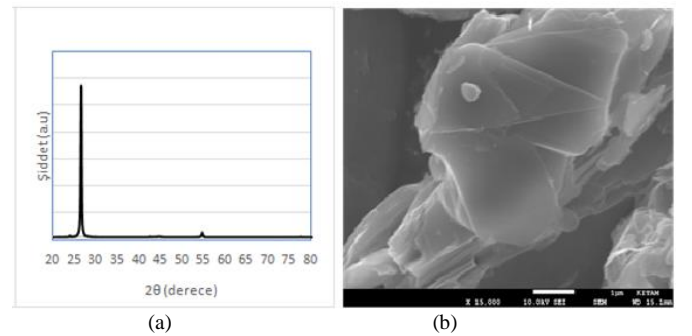 Şiddet (a.u)
20 25 30 35 40 45 50 55 60 65 70 75 80
2θ (derece)
X 15,000 10.0kV SEI SEM WD 15.2mm
1µm KITAM
(a) (b)